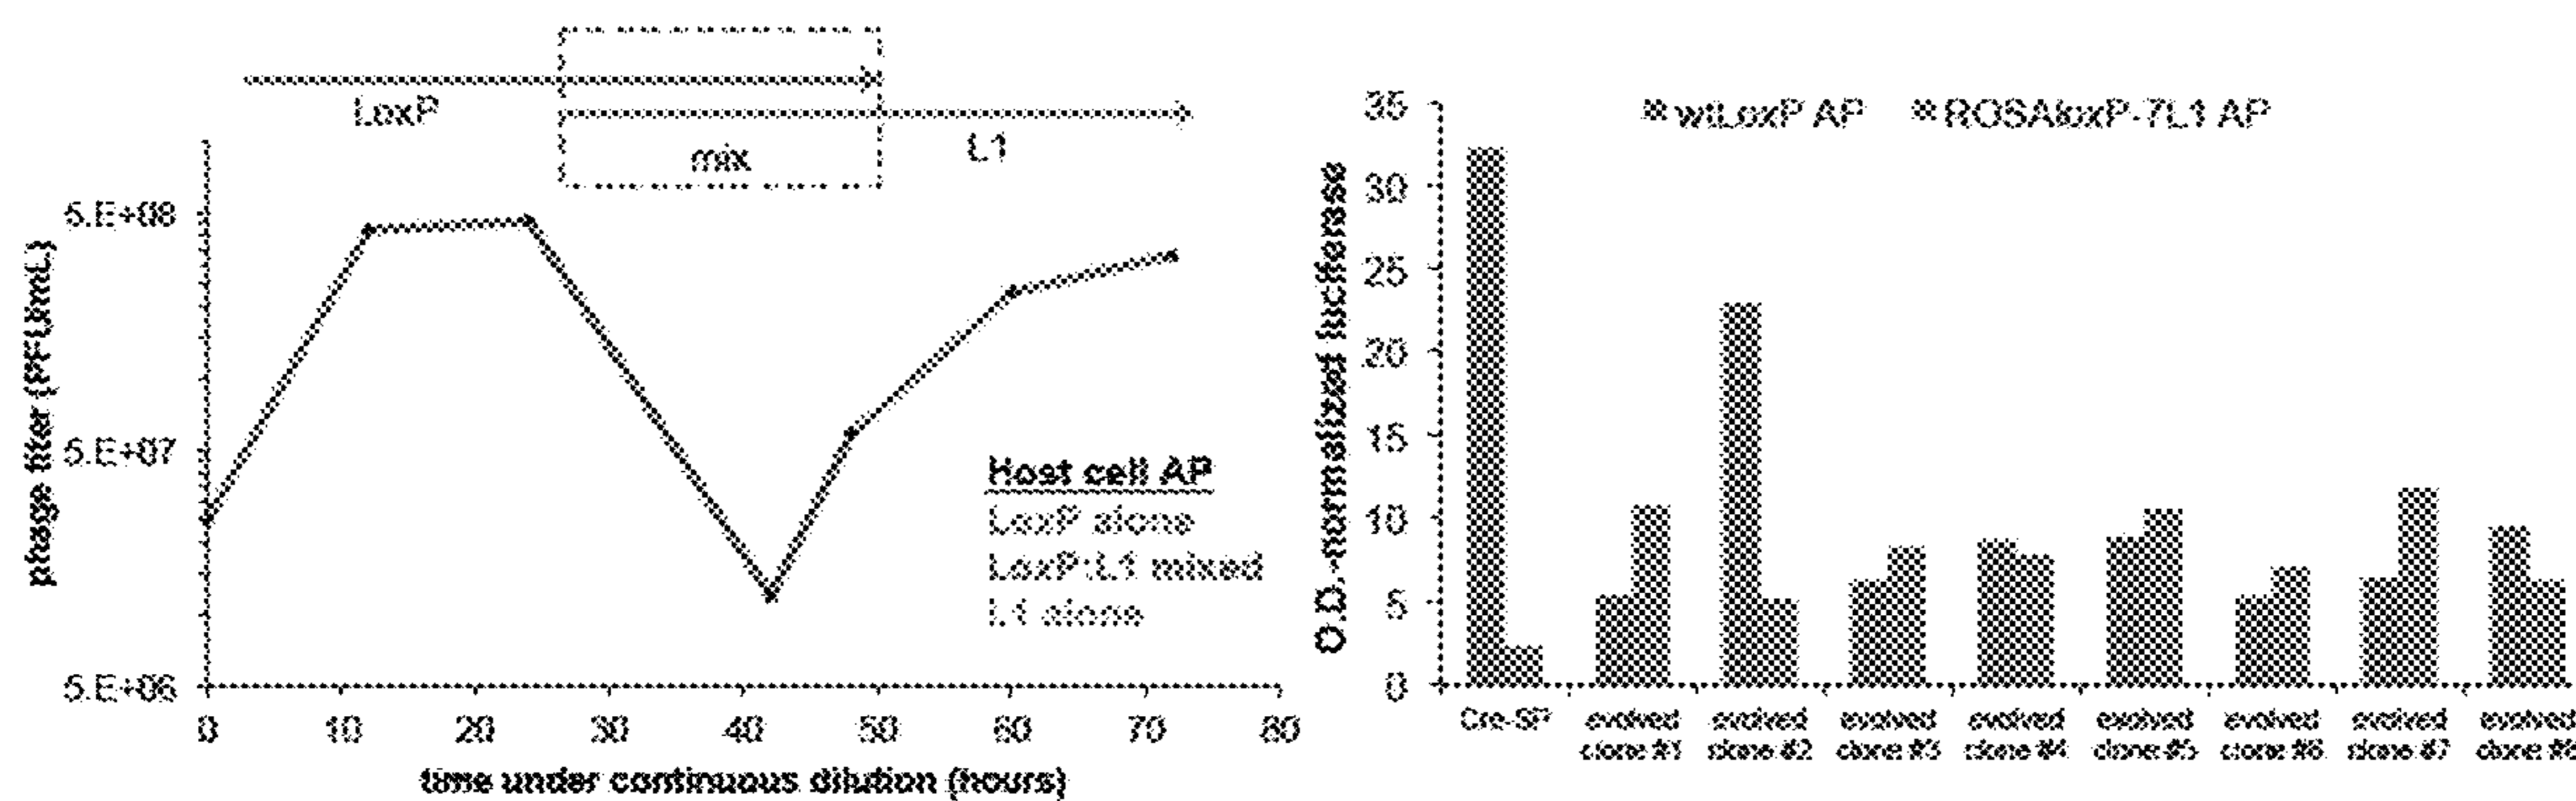 LoxP
mix
L1
phage titer (PFU/mL)
5.E+08
5.E+07
5.E+06
0 10 20 30 40 50 60 70 80
time under continuous dilution (hours)
Host cell AP
LoxP alone
LoxP:L1 mixed
L1 alone
wtLoxP AP ROSAloxP-7L1 AP
O.D.-normalized luciferase
35
30
25
20
15
10
5
0
Cre-SP evolved evolved evolved evolved evolved evolved evolved evolved
clone #1 clone #2 clone #3 clone #4 clone #5 clone #6 clone #7 clone #8